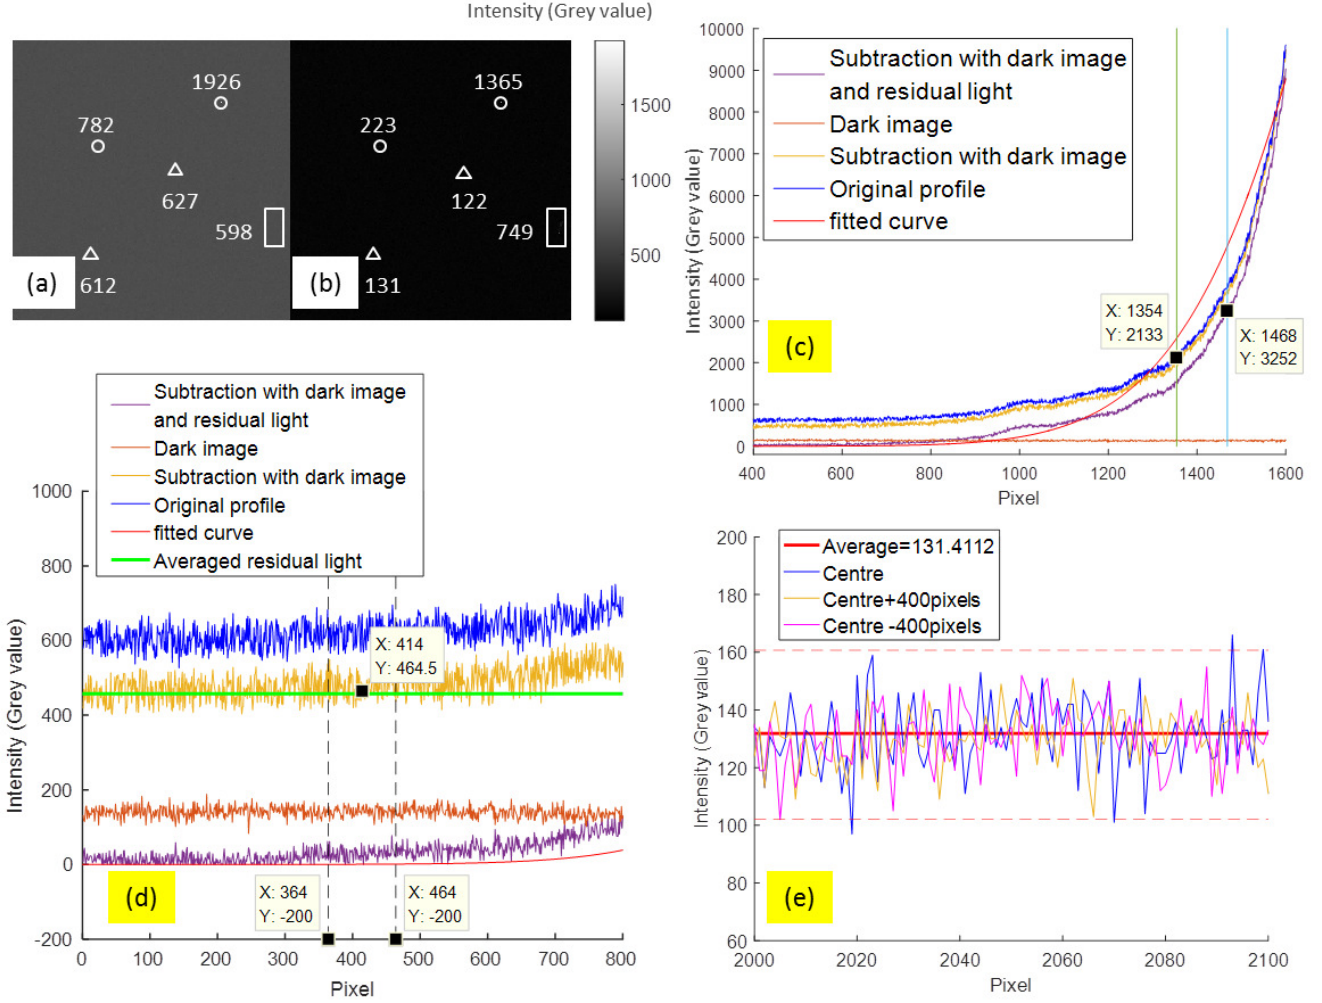 Intensity (Grey value)
1926
782
627
598
612
(a)
1365
223
122
749
131
(b)
1500
1000
500
10000
9000
8000
7000
6000
5000
4000
3000
2000
1000
0
Intensity (Grey value)
Subtraction with dark image
and residual light
Dark image
Subtraction with dark image
Original profile
fitted curve
X: 1354
Y: 2133
X: 1468
Y: 3252
(c)
400 600 800 1000 1200 1400 1600
Pixel
Subtraction with dark image
and residual light
Dark image
Subtraction with dark image
Original profile
fitted curve
Averaged residual light
1000
800
600
400
200
0
-200
Intensity (Grey value)
X: 414
Y: 464.5
X: 364
Y: -200
X: 464
Y: -200
(d)
0 100 200 300 400 500 600 700 800
Pixel
200
180
160
140
120
100
80
60
Intensity (Grey value)
Average=131.4112
Centre
Centre+400pixels
Centre -400pixels
(e)
2000 2020 2040 2060 2080 2100
Pixel